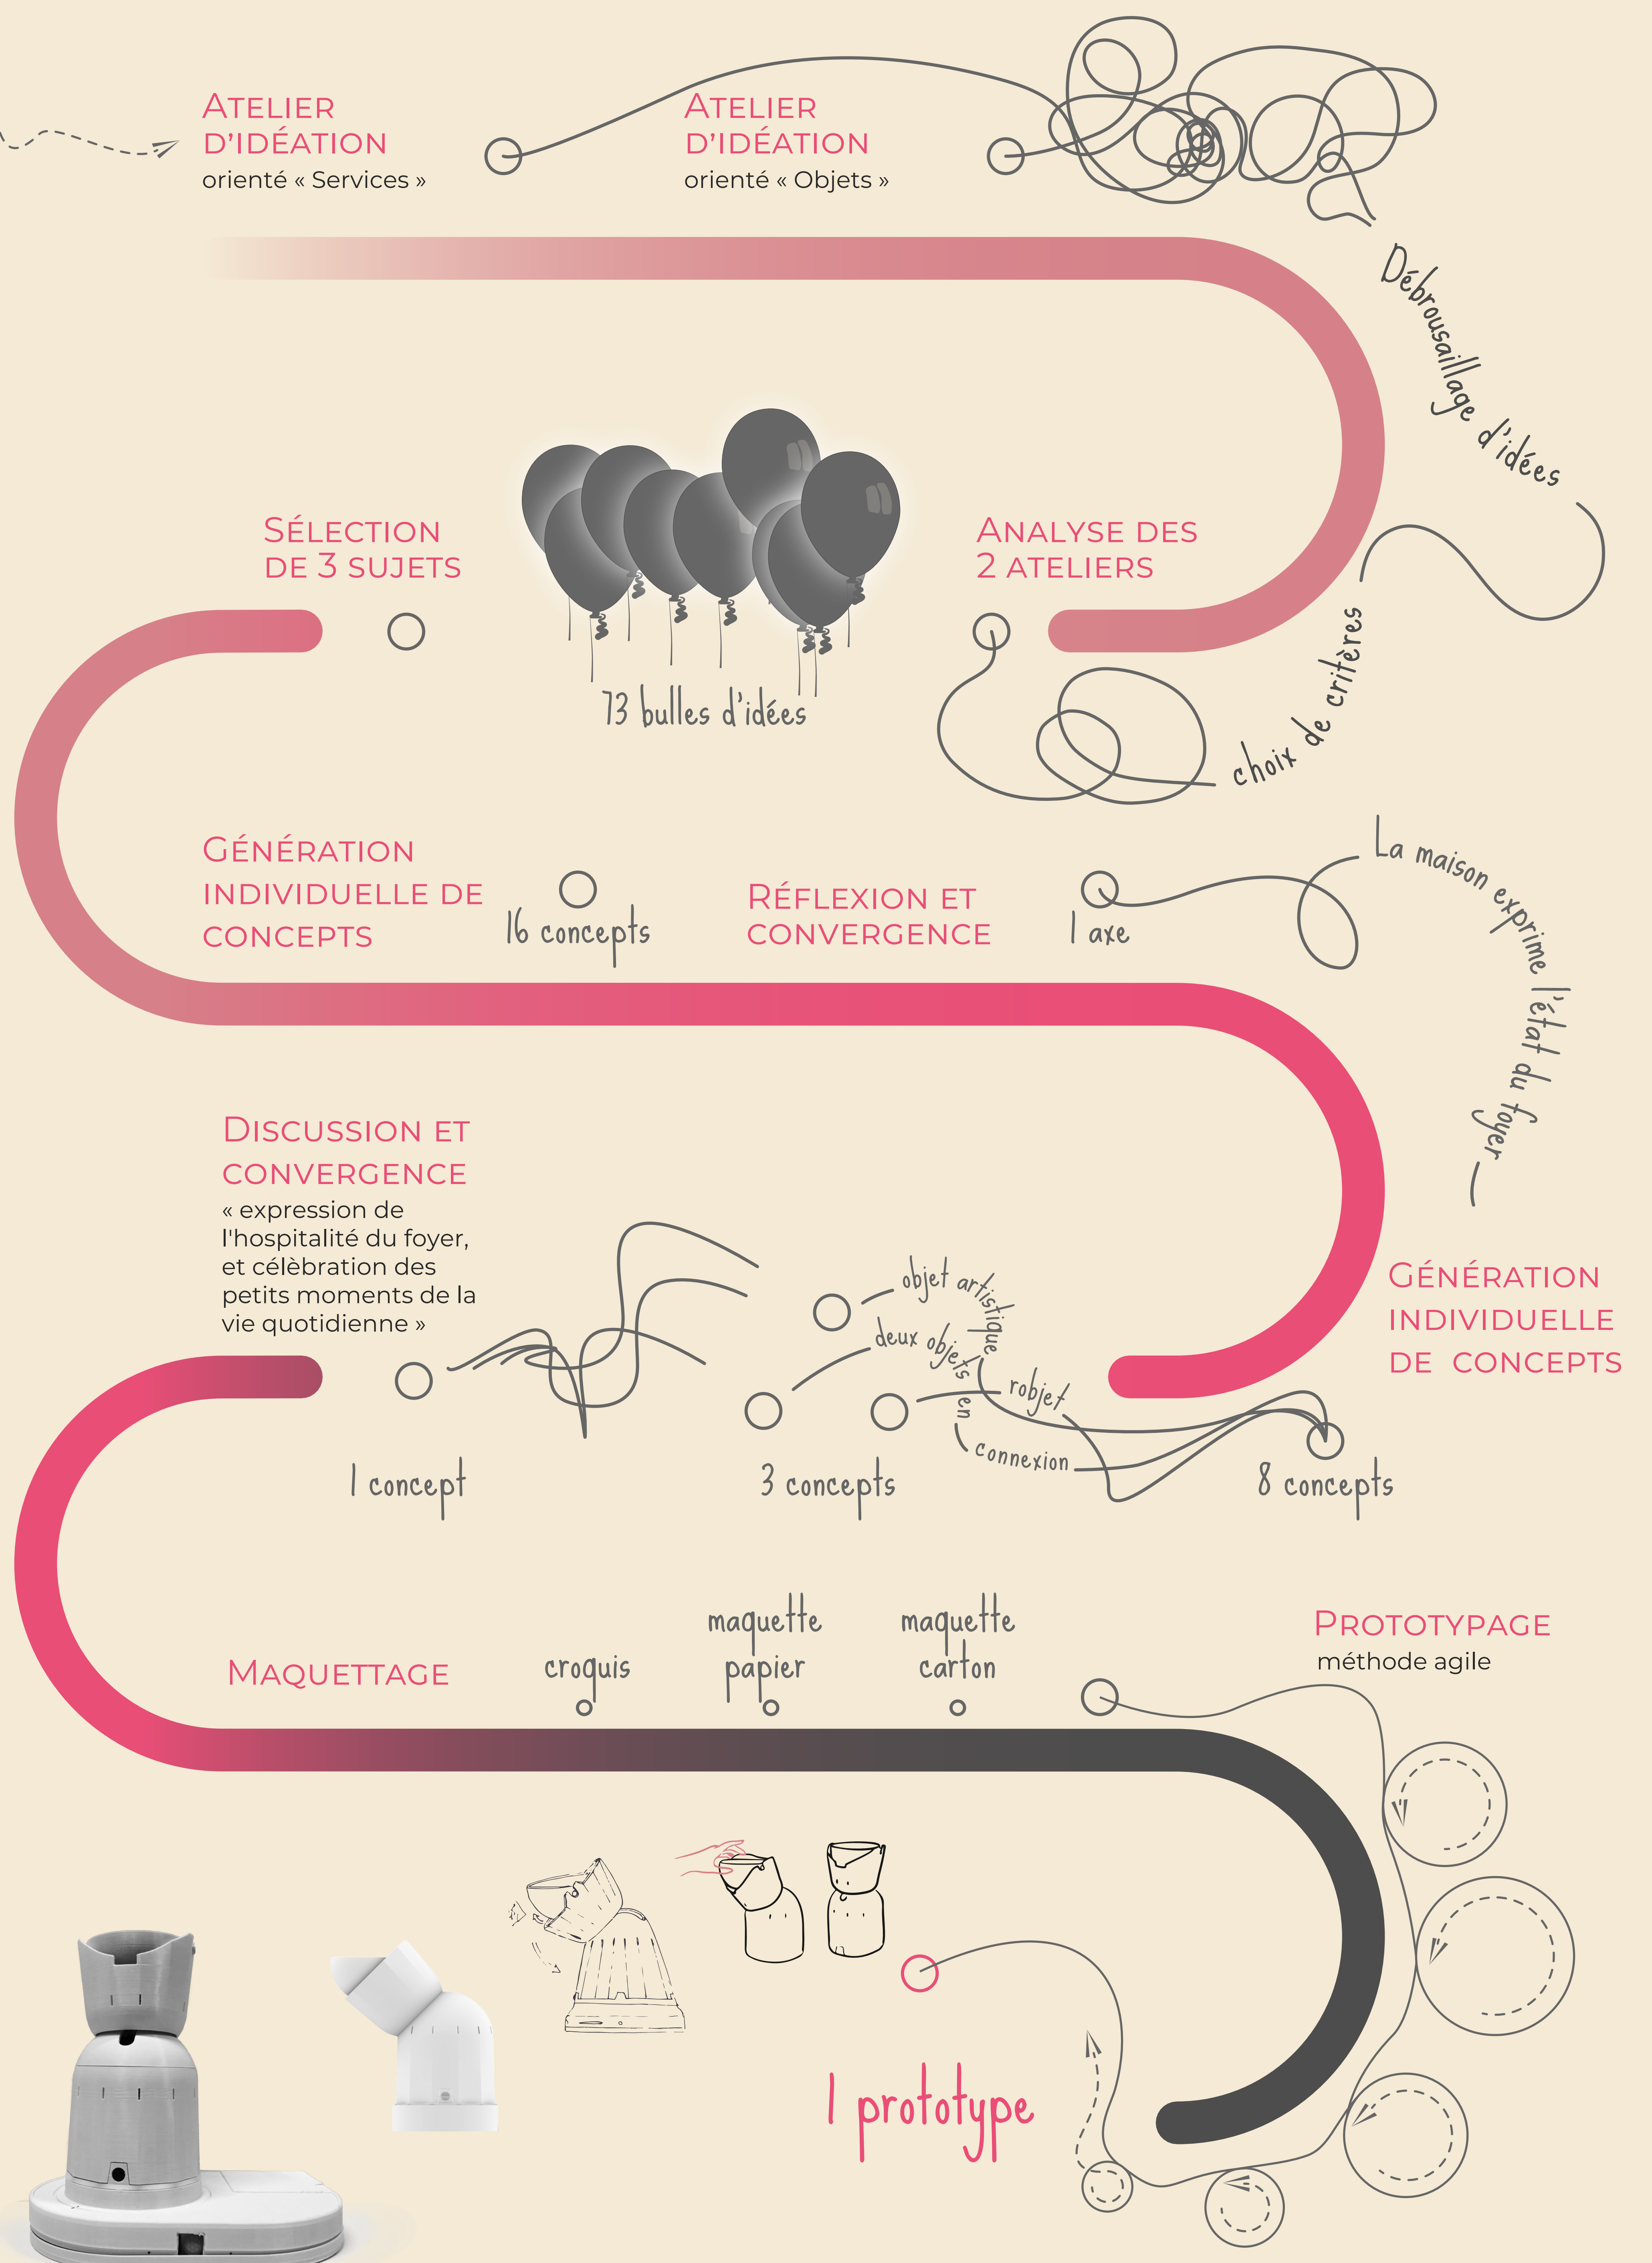 ATELIER
D'IDÉATION
orienté « Services »
ATELIER
D'IDÉATION
orienté « Objets »
Débrousaillage d'idées
choix de critères
ANALYSE DES
2 ATELIERS
73 bulles d'idées
SÉLECTION
DE 3 SUJETS
GÉNÉRATION
INDIVIDUELLE DE
CONCEPTS
16 concepts
RÉFLEXION ET
CONVERGENCE
1 axe
La maison exprime l'état du foyer
GÉNÉRATION
INDIVIDUELLE
DE CONCEPTS
8 concepts
objet artistique
deux objets en connexion
robjet
3 concepts
DISCUSSION ET
CONVERGENCE
« expression de
l'hospitalité du foyer,
et célèbration des
petits moments de la
vie quotidienne »
1 concept
MAQUETTAGE
croquis
maquette
papier
maquette
carton
PROTOTYPAGE
méthode agile
1 prototype